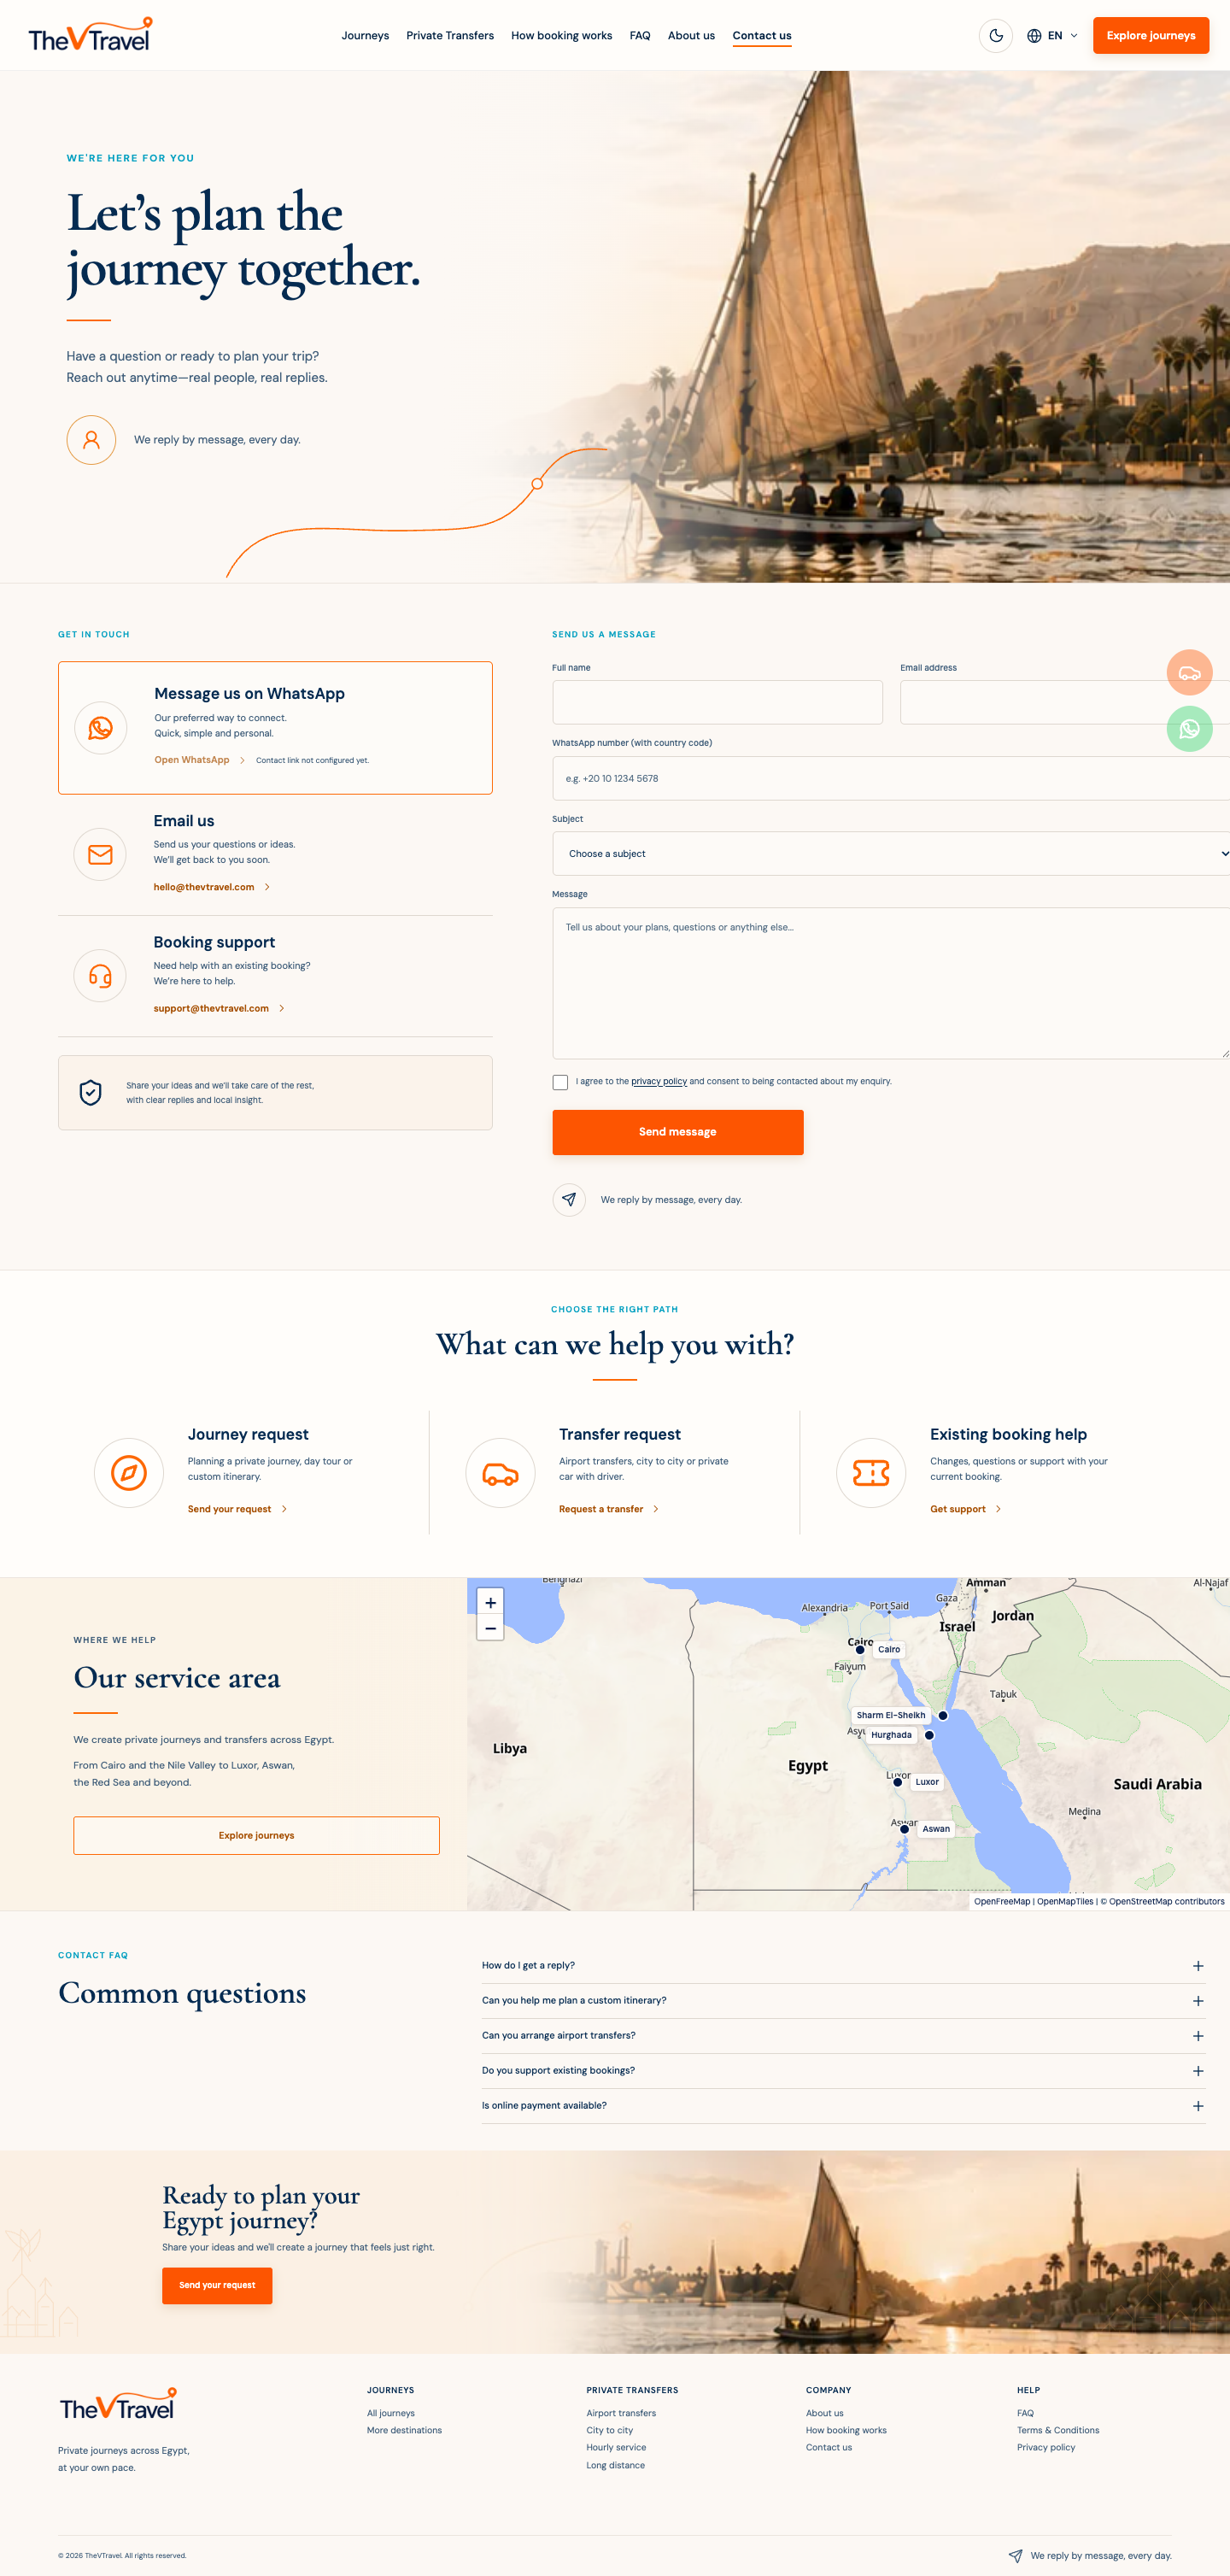 TheVTravel
Journeys
Private Transfers
How booking works
FAQ
About us
Contact us
EN
Explore journeys
WE'RE HERE FOR YOU
Let's plan the
journey together.
Have a question or ready to plan your trip?
Reach out anytime—real people, real replies.
We reply by message, every day.
GET IN TOUCH
Message us on WhatsApp
Our preferred way to connect.
Quick, simple and personal.
Open WhatsApp
Contact link not configured yet.
Email us
Send us your questions or ideas.
We'll get back to you soon.
hello@thevtravel.com
Booking support
Need help with an existing booking?
We're here to help.
support@thevtravel.com
Share your ideas and we'll take care of the rest,
with clear replies and local insight.
SEND US A MESSAGE
Full name
Email address
WhatsApp number (with country code)
e.g. +20 10 1234 5678
Subject
Choose a subject
Message
Tell us about your plans, questions or anything else...
I agree to the privacy policy and consent to being contacted about my enquiry.
Send message
We reply by message, every day.
CHOOSE THE RIGHT PATH
What can we help you with?
Journey request
Planning a private journey, day tour or
custom itinerary.
Send your request
Transfer request
Airport transfers, city to city or private
car with driver.
Request a transfer
Existing booking help
Changes, questions or support with your
current booking.
Get support
WHERE WE HELP
Our service area
We create private journeys and transfers across Egypt.
From Cairo and the Nile Valley to Luxor, Aswan,
the Red Sea and beyond.
Explore journeys
+
−
Benghazi
Alexandria
Port Said
Gaza
Amman
Al-Najaf
Jordan
Israel
Cairo
Cairo
Faiyum
Tabuk
Sharm El-Sheikh
Hurghada
Libya
Egypt
Luxor
Luxor
Saudi Arabia
Medina
Aswan
Aswan
OpenFreeMap | OpenMapTiles | © OpenStreetMap contributors
CONTACT FAQ
Common questions
How do I get a reply?
Can you help me plan a custom itinerary?
Can you arrange airport transfers?
Do you support existing bookings?
Is online payment available?
Ready to plan your
Egypt journey?
Share your ideas and we'll create a journey that feels just right.
Send your request
TheVTravel
Private journeys across Egypt,
at your own pace.
JOURNEYS
All journeys
More destinations
PRIVATE TRANSFERS
Airport transfers
City to city
Hourly service
Long distance
COMPANY
About us
How booking works
Contact us
HELP
FAQ
Terms & Conditions
Privacy policy
© 2026 TheVTravel. All rights reserved.
We reply by message, every day.